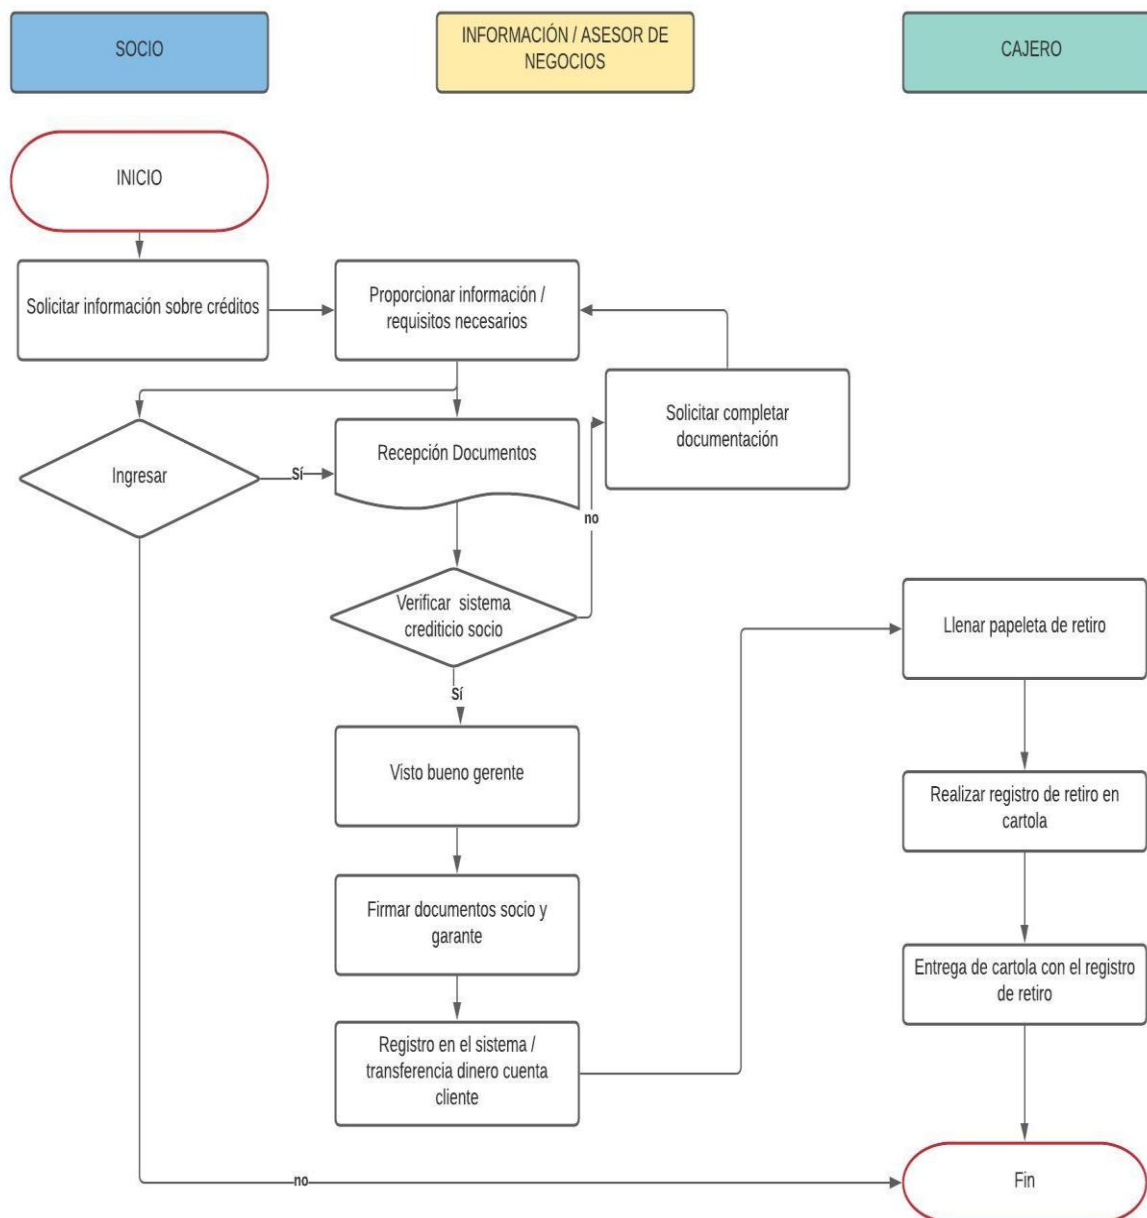 SOCIO
INFORMACIÓN / ASESOR DE
NEGOCIOS
CAJERO
INICIO
Solicitar información sobre créditos
Proporcionar información /
requisitos necesarios
Solicitar completar
documentación
Ingresar
Sí
Recepción Documentos
no
Verificar sistema
crediticio socio
Sí
Llenar papeleta de retiro
Visto bueno gerente
Realizar registro de retiro en
cartola
Firmar documentos socio y
garante
Entrega de cartola con el registro
de retiro
Registro en el sistema /
transferencia dinero cuenta
cliente
no
Fin